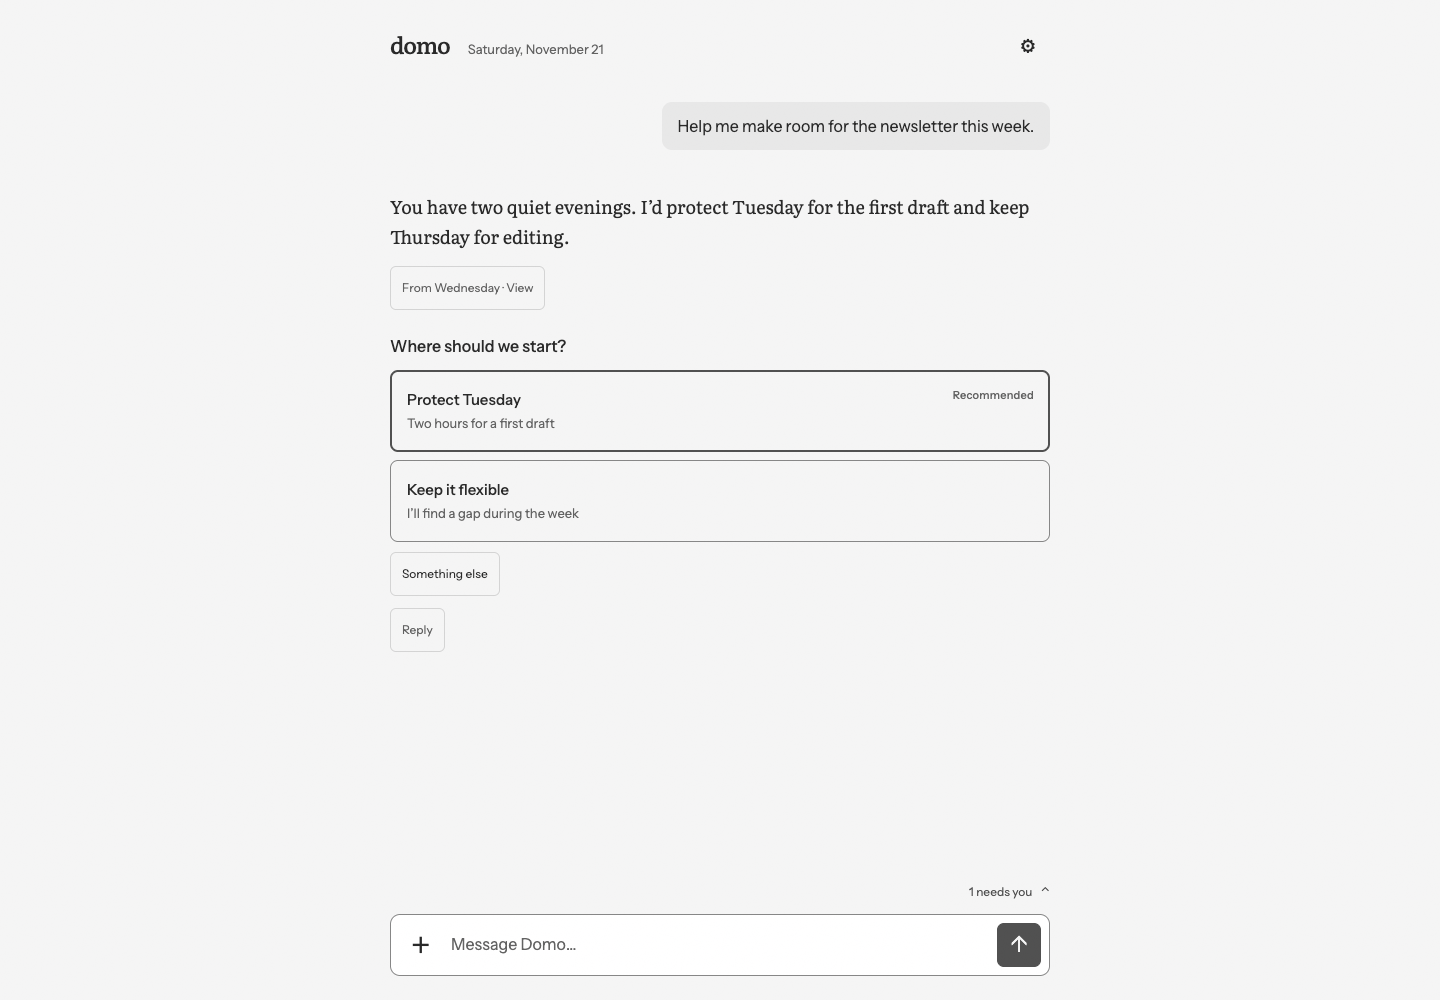 domo
Saturday, November 21
Help me make room for the newsletter this week.
You have two quiet evenings. I’d protect Tuesday for the first draft and keep
Thursday for editing.
From Wednesday · View
Where should we start?
Protect Tuesday
Recommended
Two hours for a first draft
Keep it flexible
I'll find a gap during the week
Something else
Reply
1 needs you
Message Domo...